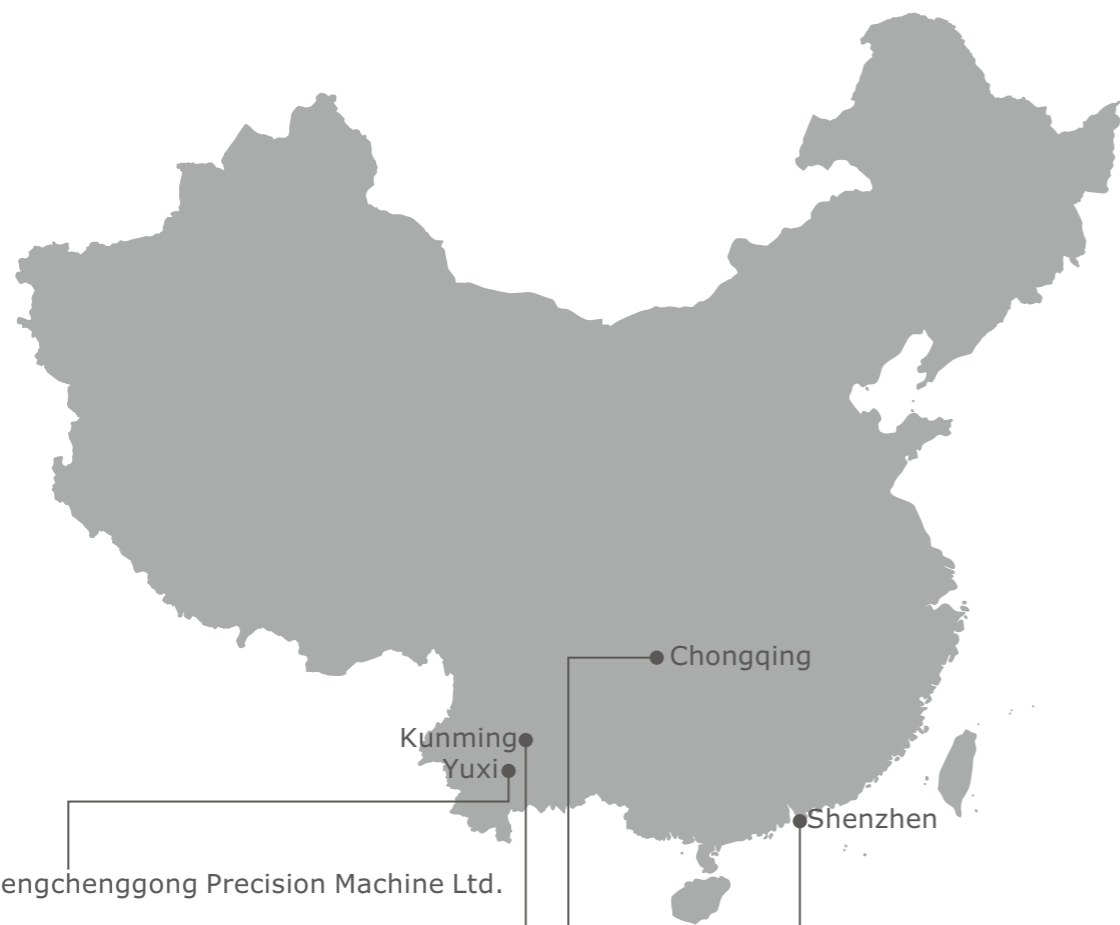 Chongqing
Kunming
Yuxi
Shenzhen
engchenggong Precision Machine Ltd.